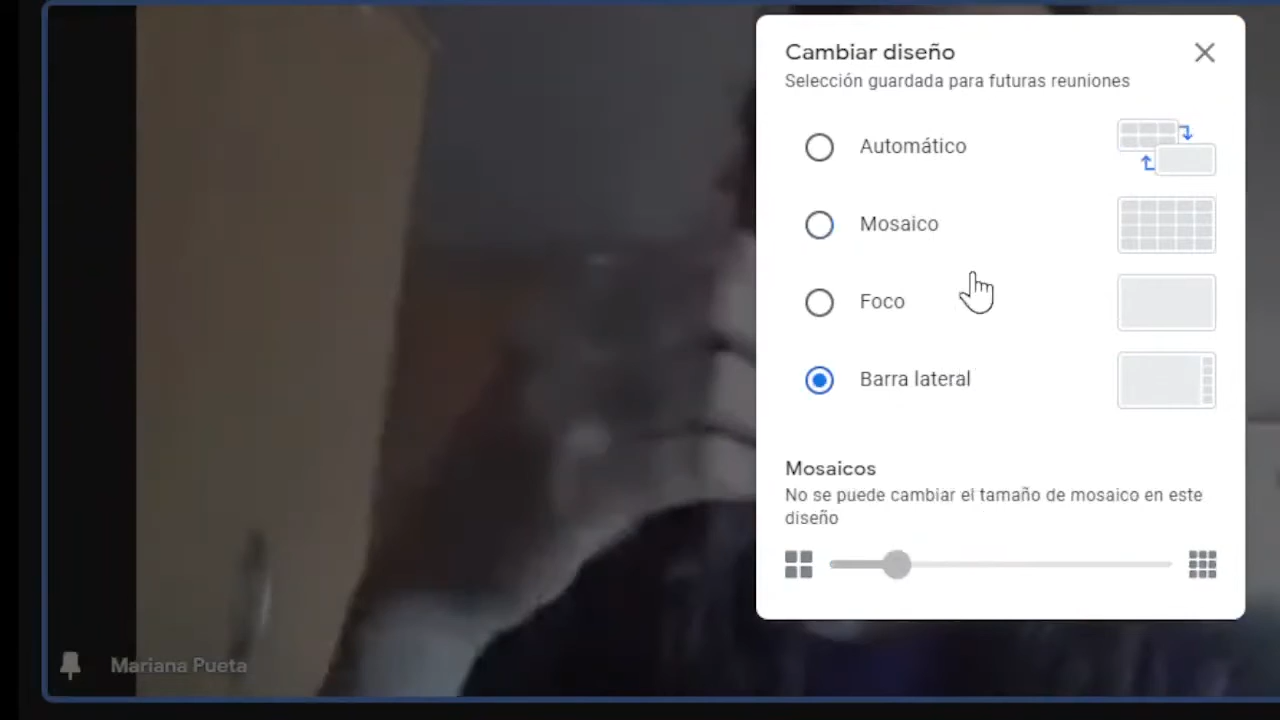 Cambiar diseño
Selección guardada para futuras reuniones
Automático
Mosaico
Foco
Barra lateral
Mosaicos
No se puede cambiar el tamaño de mosaico en este
diseño
Mariana Pueta